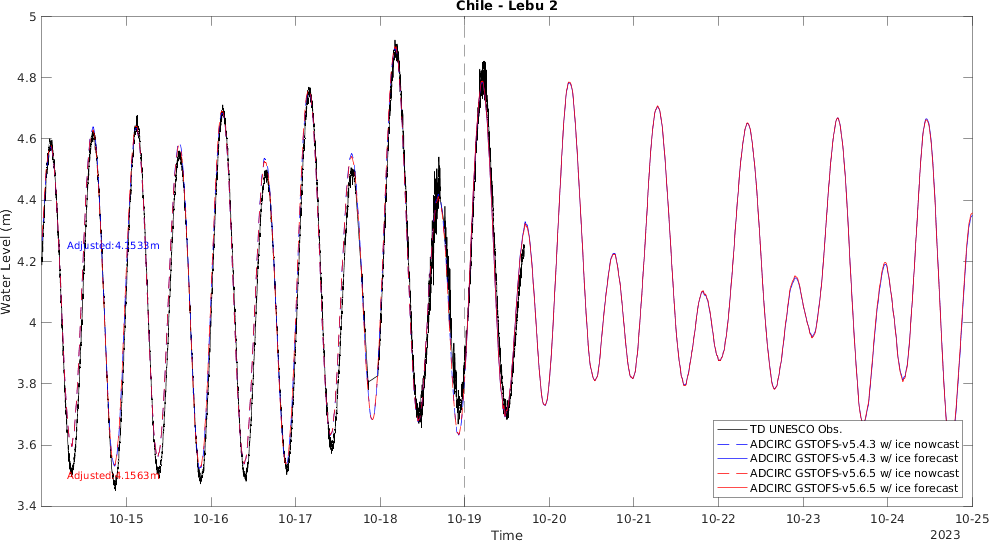 Chile - Lebu 2
5
4.8
4.6
4.4
4.2
4
3.8
3.6
3.4
Water Level (m)
Adjusted:4.1533m
Adjusted:4.1563m
10-15
10-16
10-17
10-18
10-19
10-20
10-21
10-22
10-23
10-24
10-25
Time
2023
TD UNESCO Obs.
ADCIRC GSTOFS-v5.4.3 w/ ice nowcast
ADCIRC GSTOFS-v5.4.3 w/ ice forecast
ADCIRC GSTOFS-v5.6.5 w/ ice nowcast
ADCIRC GSTOFS-v5.6.5 w/ ice forecast